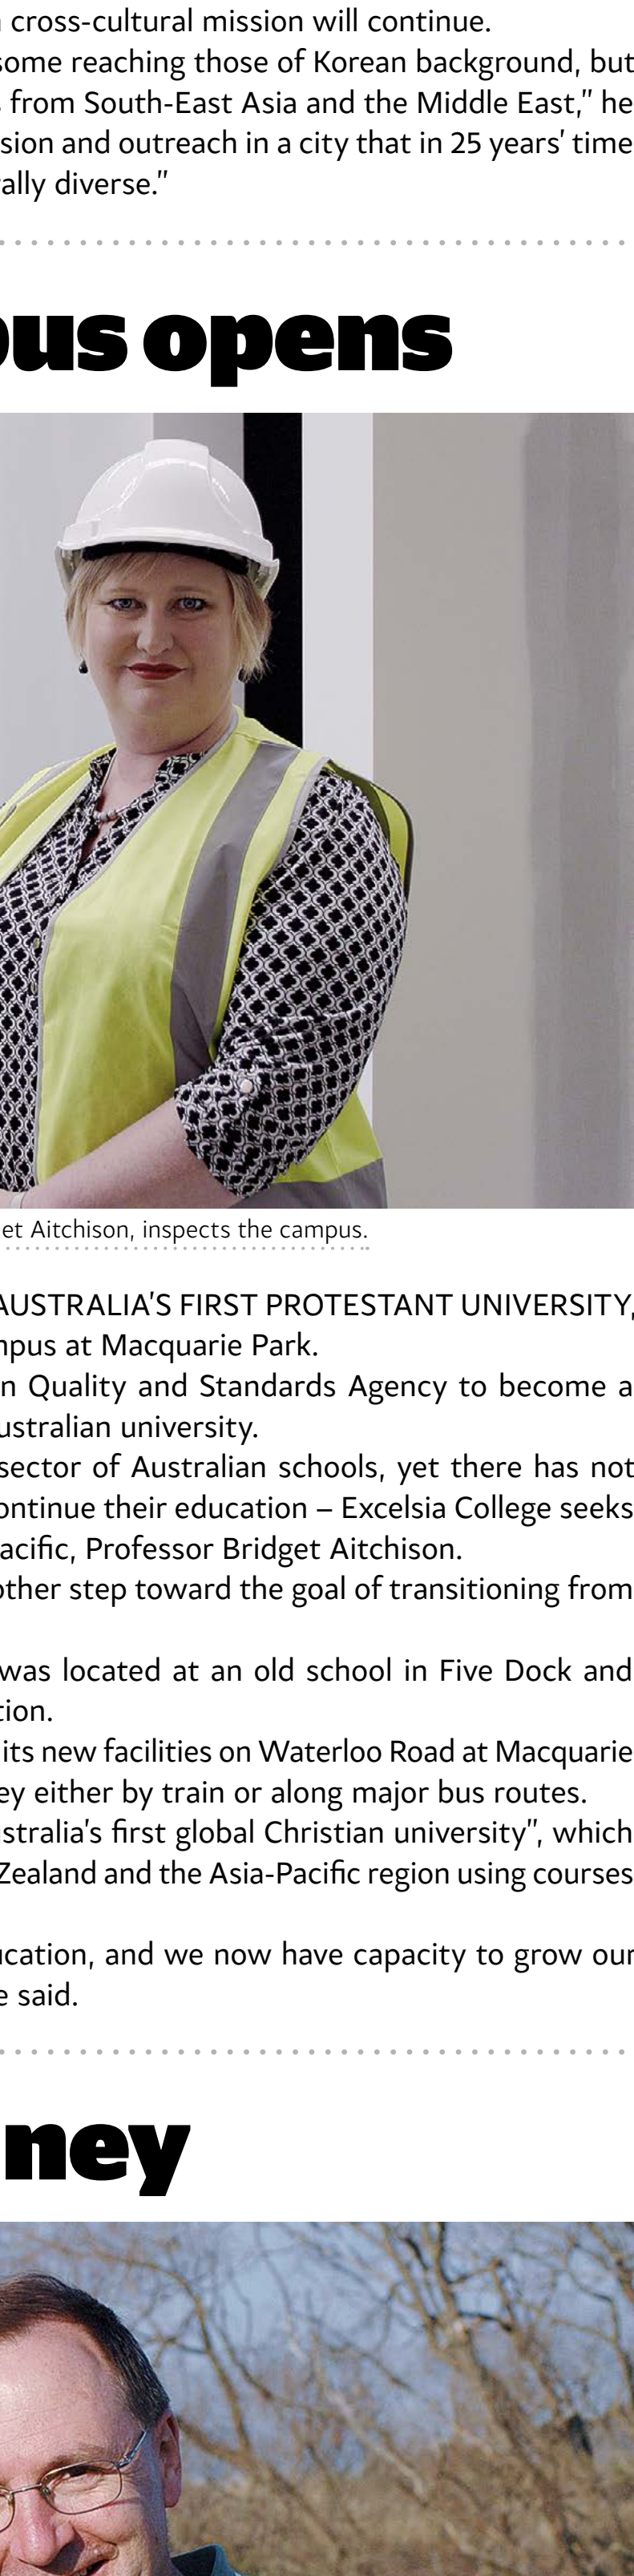 cross-cultural mission will continue.
some reaching those of Korean background, but
from South-East Asia and the Middle East,” he
sion and outreach in a city that in 25 years’ time
ally diverse.”
ous opens
et Aitchison, inspects the campus.
AUSTRALIA’S FIRST PROTESTANT UNIVERSITY,
mpus at Macquarie Park.
n Quality and Standards Agency to become a
ustralian university.
sector of Australian schools, yet there has not
ontinue their education – Excelsia College seeks
acific, Professor Bridget Aitchison.
other step toward the goal of transitioning from
was located at an old school in Five Dock and
tion.
its new facilities on Waterloo Road at Macquarie
ey either by train or along major bus routes.
ustralia’s first global Christian university”, which
Zealand and the Asia-Pacific region using courses
ucation, and we now have capacity to grow our
e said.
ney